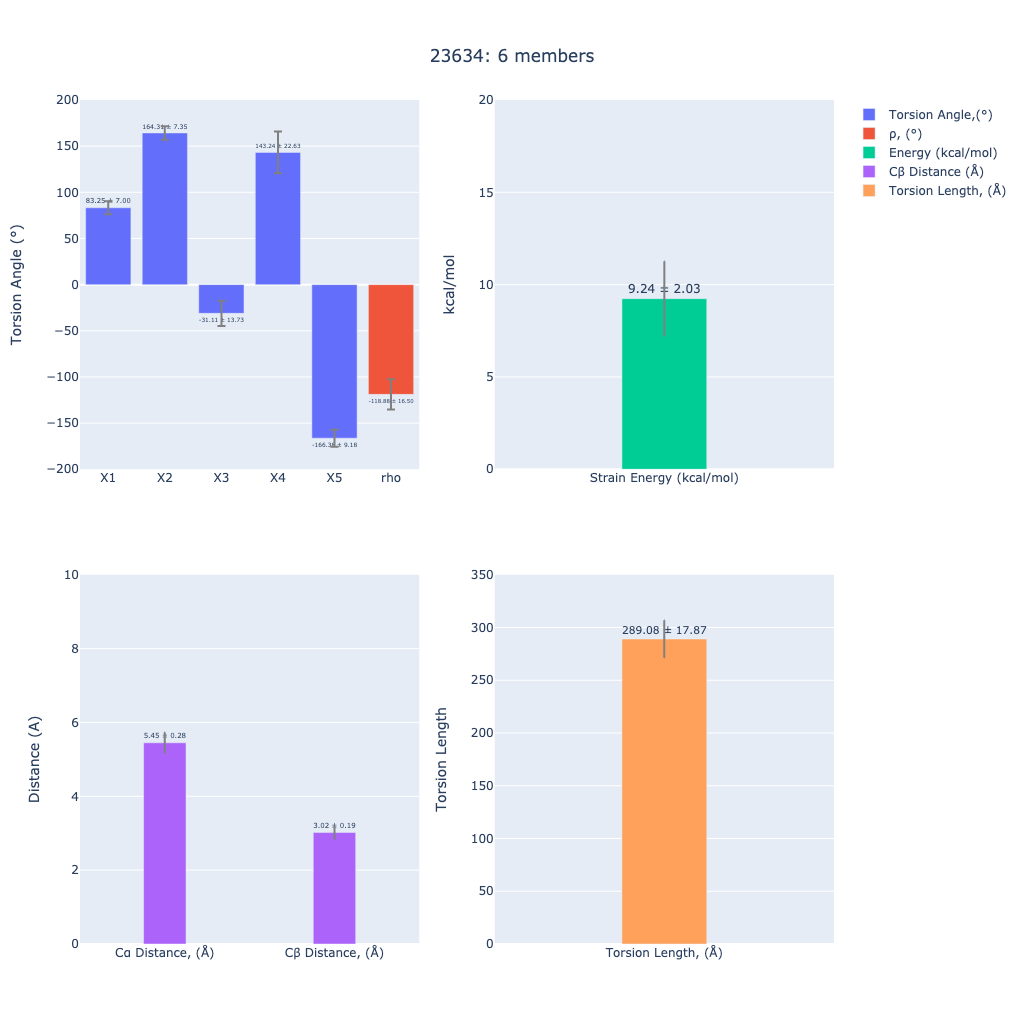 23634: 6 members
Torsion Angle (°)
200
150
100
50
0
−50
−100
−150
−200
83.25 ± 7.00
143.24 ± 22.63
-31.11 ± 13.73
-118.88 ± 16.50
X1 X2 X3 X4 X5 rho
kcal/mol
20
15
10
5
0
9.24 ± 2.03
Strain Energy (kcal/mol)
Torsion Angle,(°)
ρ, (°)
Energy (kcal/mol)
Cβ Distance (Å)
Torsion Length, (Å)
Distance (A)
10
8
6
4
2
0
5.45 ± 0.28
3.02 ± 0.19
Cα Distance, (Å) Cβ Distance, (Å)
Torsion Length
350
300
250
200
150
100
50
0
289.08 ± 17.87
Torsion Length, (Å)